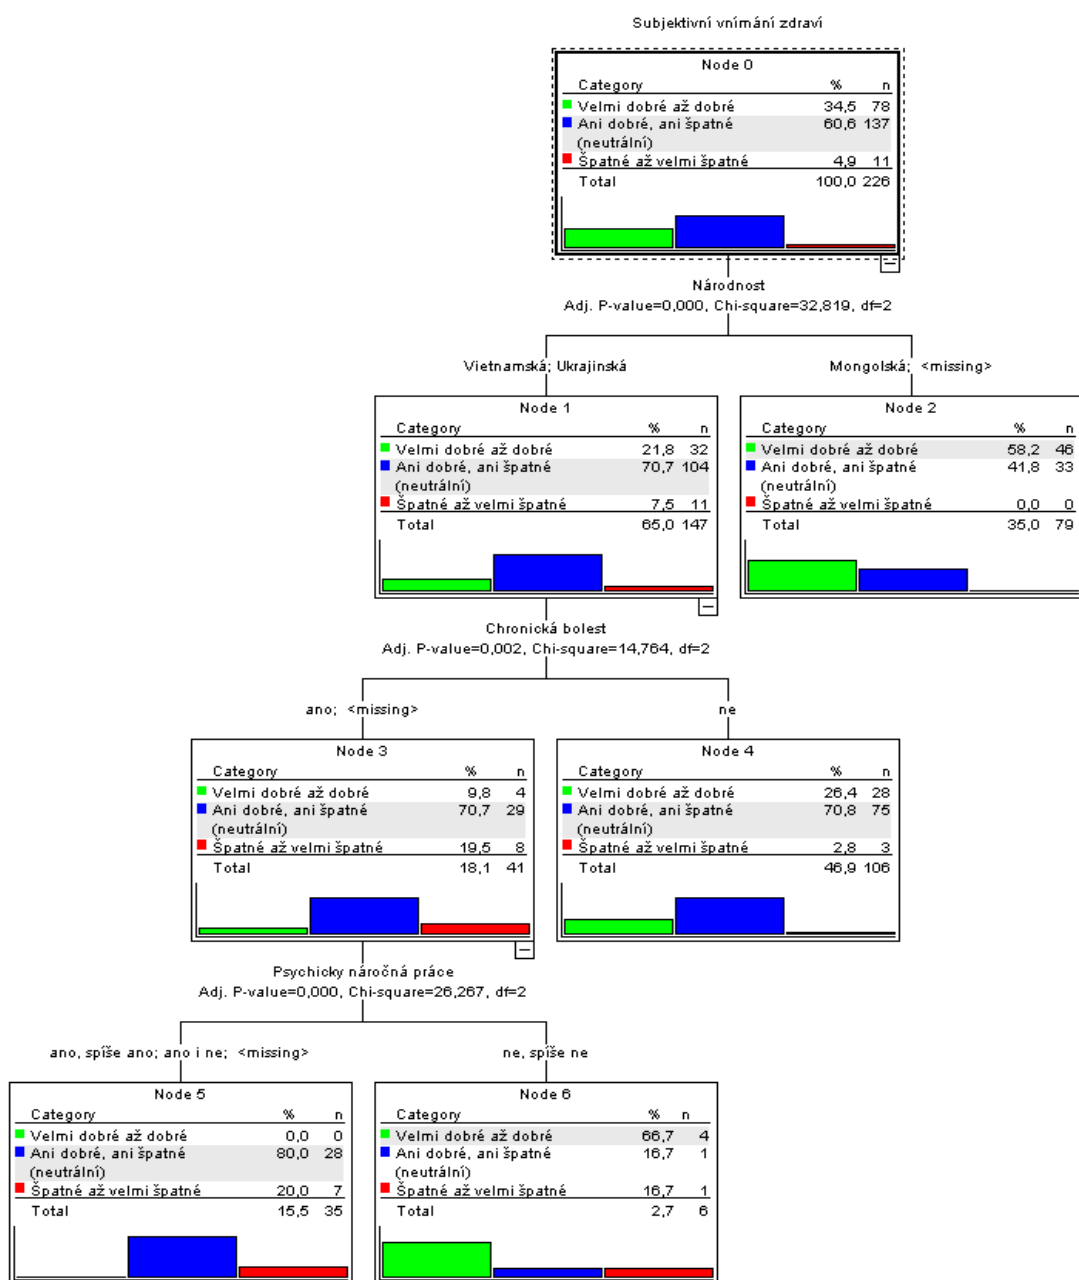 Subjektivní vnímání zdraví
Node 0
Category % n
Velmi dobré až dobré 34,5 78
Ani dobré, ani špatné 60,6 137
(neutrální)
Špatné až velmi špatné 4,9 11
Total 100,0 226
Národnost
Adj. P-value=0,000, Chi-square=32,819, df=2
Vietnamská; Ukrajinská
Mongolská; <missing>
Node 1
Category % n
Velmi dobré až dobré 21,8 32
Ani dobré, ani špatné 70,7 104
(neutrální)
Špatné až velmi špatné 7,5 11
Total 65,0 147
Node 2
Category % n
Velmi dobré až dobré 58,2 46
Ani dobré, ani špatné 41,8 33
(neutrální)
Špatné až velmi špatné 0,0 0
Total 35,0 79
Chronická bolest
Adj. P-value=0,002, Chi-square=14,764, df=2
ano; <missing>
ne
Node 3
Category % n
Velmi dobré až dobré 9,8 4
Ani dobré, ani špatné 70,7 29
(neutrální)
Špatné až velmi špatné 19,5 8
Total 18,1 41
Node 4
Category % n
Velmi dobré až dobré 26,4 28
Ani dobré, ani špatné 70,8 75
(neutrální)
Špatné až velmi špatné 2,8 3
Total 46,9 106
Psychicky náročná práce
Adj. P-value=0,000, Chi-square=26,267, df=2
ano, spíše ano; ano i ne; <missing>
ne, spíše ne
Node 5
Category % n
Velmi dobré až dobré 0,0 0
Ani dobré, ani špatné 80,0 28
(neutrální)
Špatné až velmi špatné 20,0 7
Total 15,5 35
Node 6
Category % n
Velmi dobré až dobré 66,7 4
Ani dobré, ani špatné 16,7 1
(neutrální)
Špatné až velmi špatné 16,7 1
Total 2,7 6